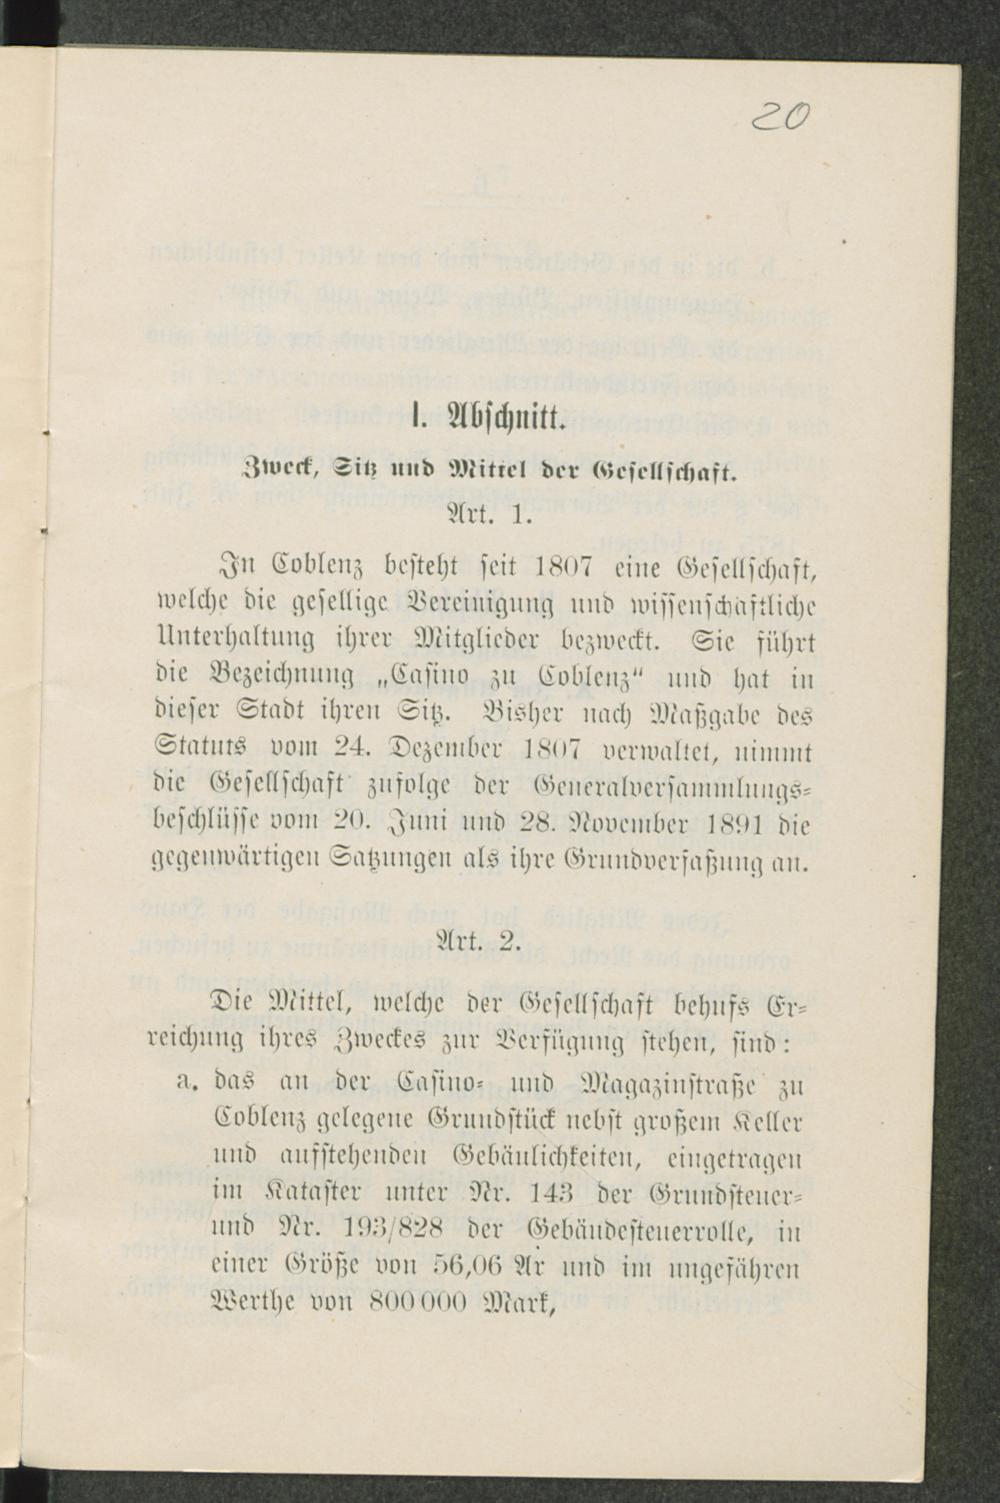 20
I. Abschnitt.
Zweck, Sitz und Mittel der Gesellschaft.
Art. 1.
In Coblenz besteht seit 1807 eine Gesellschaft,
welche die gesellige Vereinigung und wissenschaftliche
Unterhaltung ihrer Mitglieder bezweckt. Sie führt
die Bezeichnung „Casino zu Coblenz“ und hat in
dieser Stadt ihren Sitz. Bisher nach Maßgabe des
Statuts vom 24. Dezember 1807 verwaltet, nimmt
die Gesellschaft zufolge der Generalversammlungs-
beschlüsse vom 20. Juni und 28. November 1891 die
gegenwärtigen Satzungen als ihre Grundverfaßung an.
Art. 2.
Die Mittel, welche der Gesellschaft behufs Er-
reichung ihres Zweckes zur Verfügung stehen, sind:
a. das an der Casino- und Magazinstraße zu
Coblenz gelegene Grundstück nebst großem Keller
und aufstehenden Gebäulichkeiten, eingetragen
im Kataster unter Nr. 143 der Grundsteuer-
und Nr. 193/828 der Gebäudesteuerrolle, in
einer Größe von 56,06 Ar und im ungefähren
Werthe von 800000 Mark,